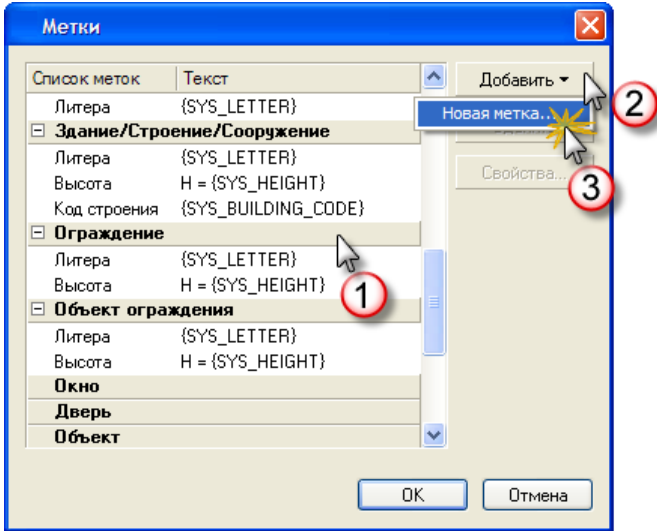 Метки
Список меток Текст
Добавить
Литера {SYS_LETTER}
Новая метка...
2
Здание/Строение/Сооружение
Литера {SYS_LETTER}
Высота H = {SYS_HEIGHT}
Свойства...
3
Код строения {SYS_BUILDING_CODE}
Ограждение
Литера {SYS_LETTER}
1
Высота H = {SYS_HEIGHT}
Объект ограждения
Литера {SYS_LETTER}
Высота H = {SYS_HEIGHT}
Окно
Дверь
Объект
OK Отмена